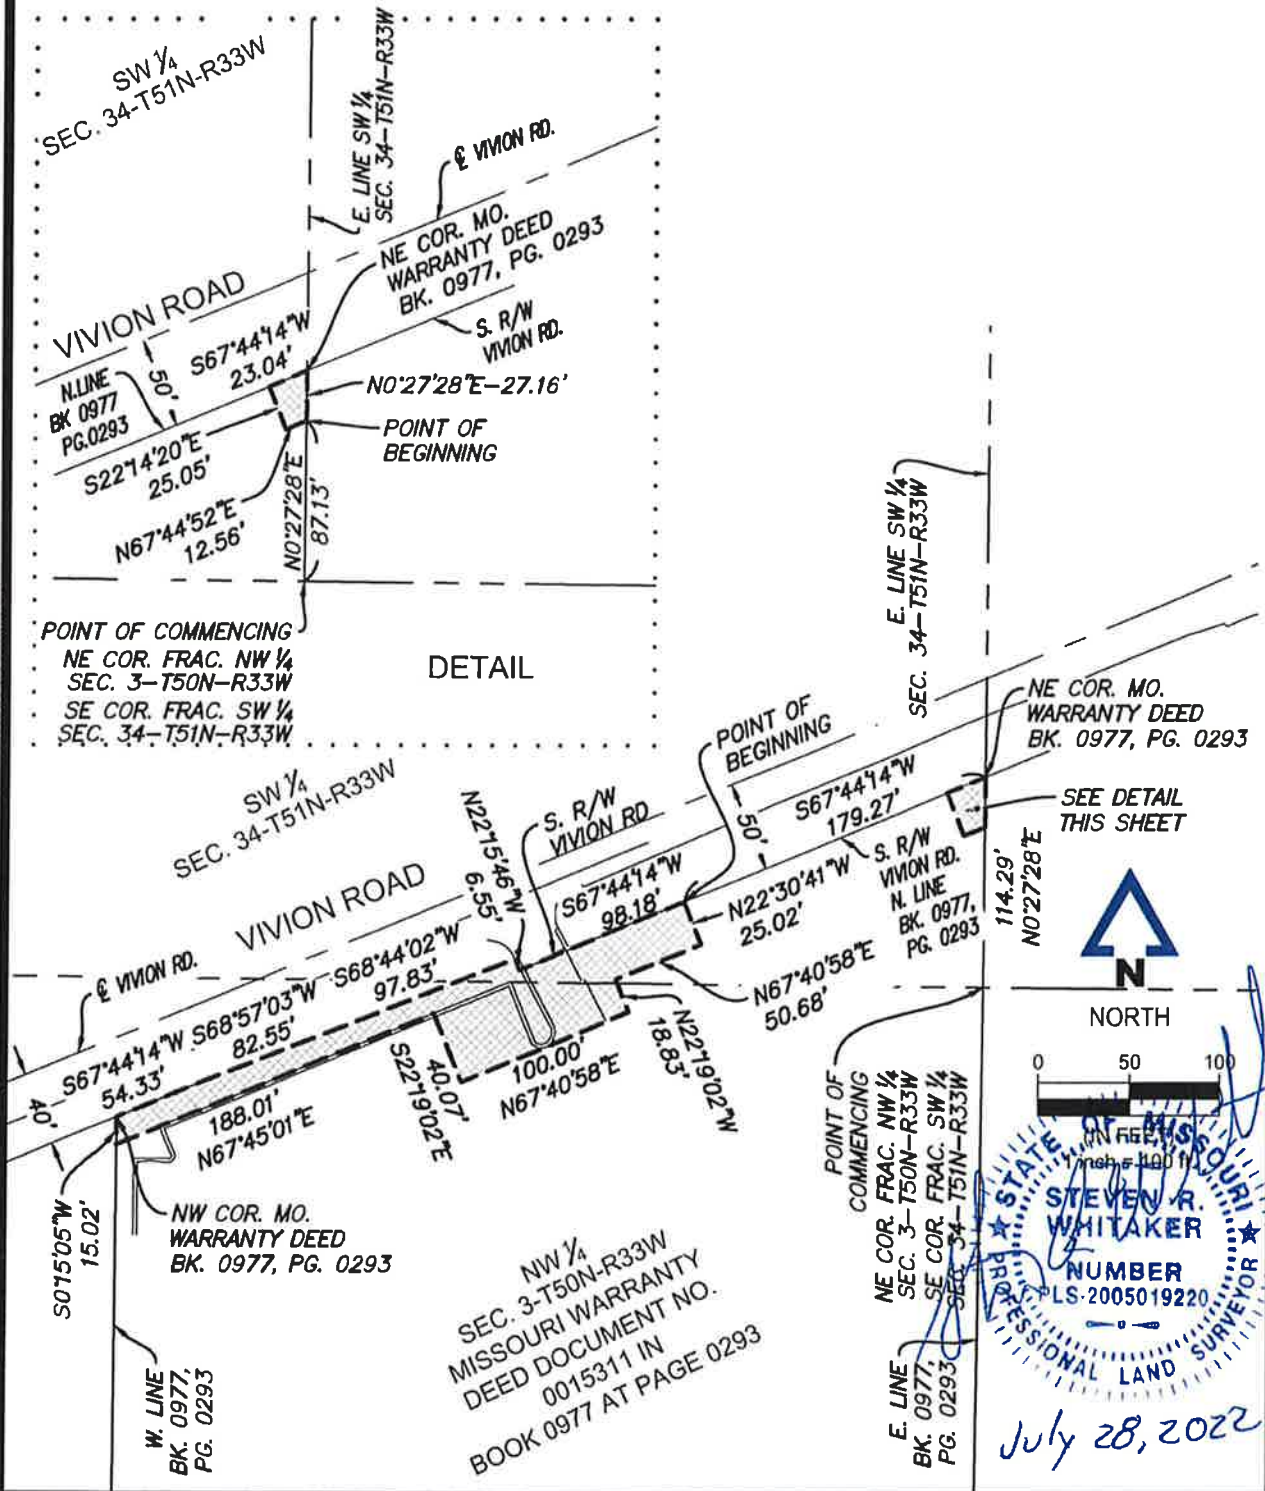 SW ¼
SEC. 34-T51N-R33W
E. LINE SW ¼
SEC. 34-T51N-R33W
℄ VIVION RD.
NE COR. MO.
WARRANTY DEED
BK. 0977, PG. 0293
VIVION ROAD
S. R/W
VIVION RD.
S67°44'14"W
23.04'
50'
N.LINE
BK 0977
PG.0293
N0°27'28"E-27.16'
POINT OF
BEGINNING
S22°14'20"E
25.05'
N67°44'52"E
12.56'
N0°27'28"E
87.13'
POINT OF COMMENCING
NE COR. FRAC. NW ¼
SEC. 3-T50N-R33W
SE COR. FRAC. SW ¼
SEC. 34-T51N-R33W
DETAIL
E. LINE SW ¼
SEC. 34-T51N-R33W
NE COR. MO.
WARRANTY DEED
BK. 0977, PG. 0293
POINT OF
BEGINNING
SW ¼
SEC. 34-T51N-R33W
S67°44'14"W
179.27'
50'
SEE DETAIL
THIS SHEET
N22°15'46"W
6.55'
S. R/W
VIVION RD
S67°44'14"W
98.18'
N22°30'41"W
25.02'
S. R/W
VIVION RD.
N. LINE
BK. 0977,
PG. 0293
114.29'
N0°27'28"E
VIVION ROAD
℄ VIVION RD.
S68°44'02"W
97.83'
S68°57'03"W
82.55'
S67°44'14"W
54.33'
40'
N67°40'58"E
50.68'
N22°19'02"W
18.83'
100.00'
N67°40'58"E
40.07'
S22°19'02"E
188.01'
N67°45'01"E
S0°15'05"W
15.02'
NW COR. MO.
WARRANTY DEED
BK. 0977, PG. 0293
N
NORTH
0 50 100
(IN FEET)
1 inch = 100 ft.
POINT OF
COMMENCING
NE COR. FRAC. NW ¼
SEC. 3-T50N-R33W
SE COR. FRAC. SW ¼
SEC. 34-T51N-R33W
STATE OF MISSOURI
STEVEN R.
WHITAKER
NUMBER
PLS-2005019220
PROFESSIONAL LAND SURVEYOR
NW ¼
SEC. 3-T50N-R33W
MISSOURI WARRANTY
DEED DOCUMENT NO.
0015311 IN
BOOK 0977 AT PAGE 0293
W. LINE
BK. 0977,
PG. 0293
E. LINE
BK. 0977,
PG. 0293
July 28, 2022